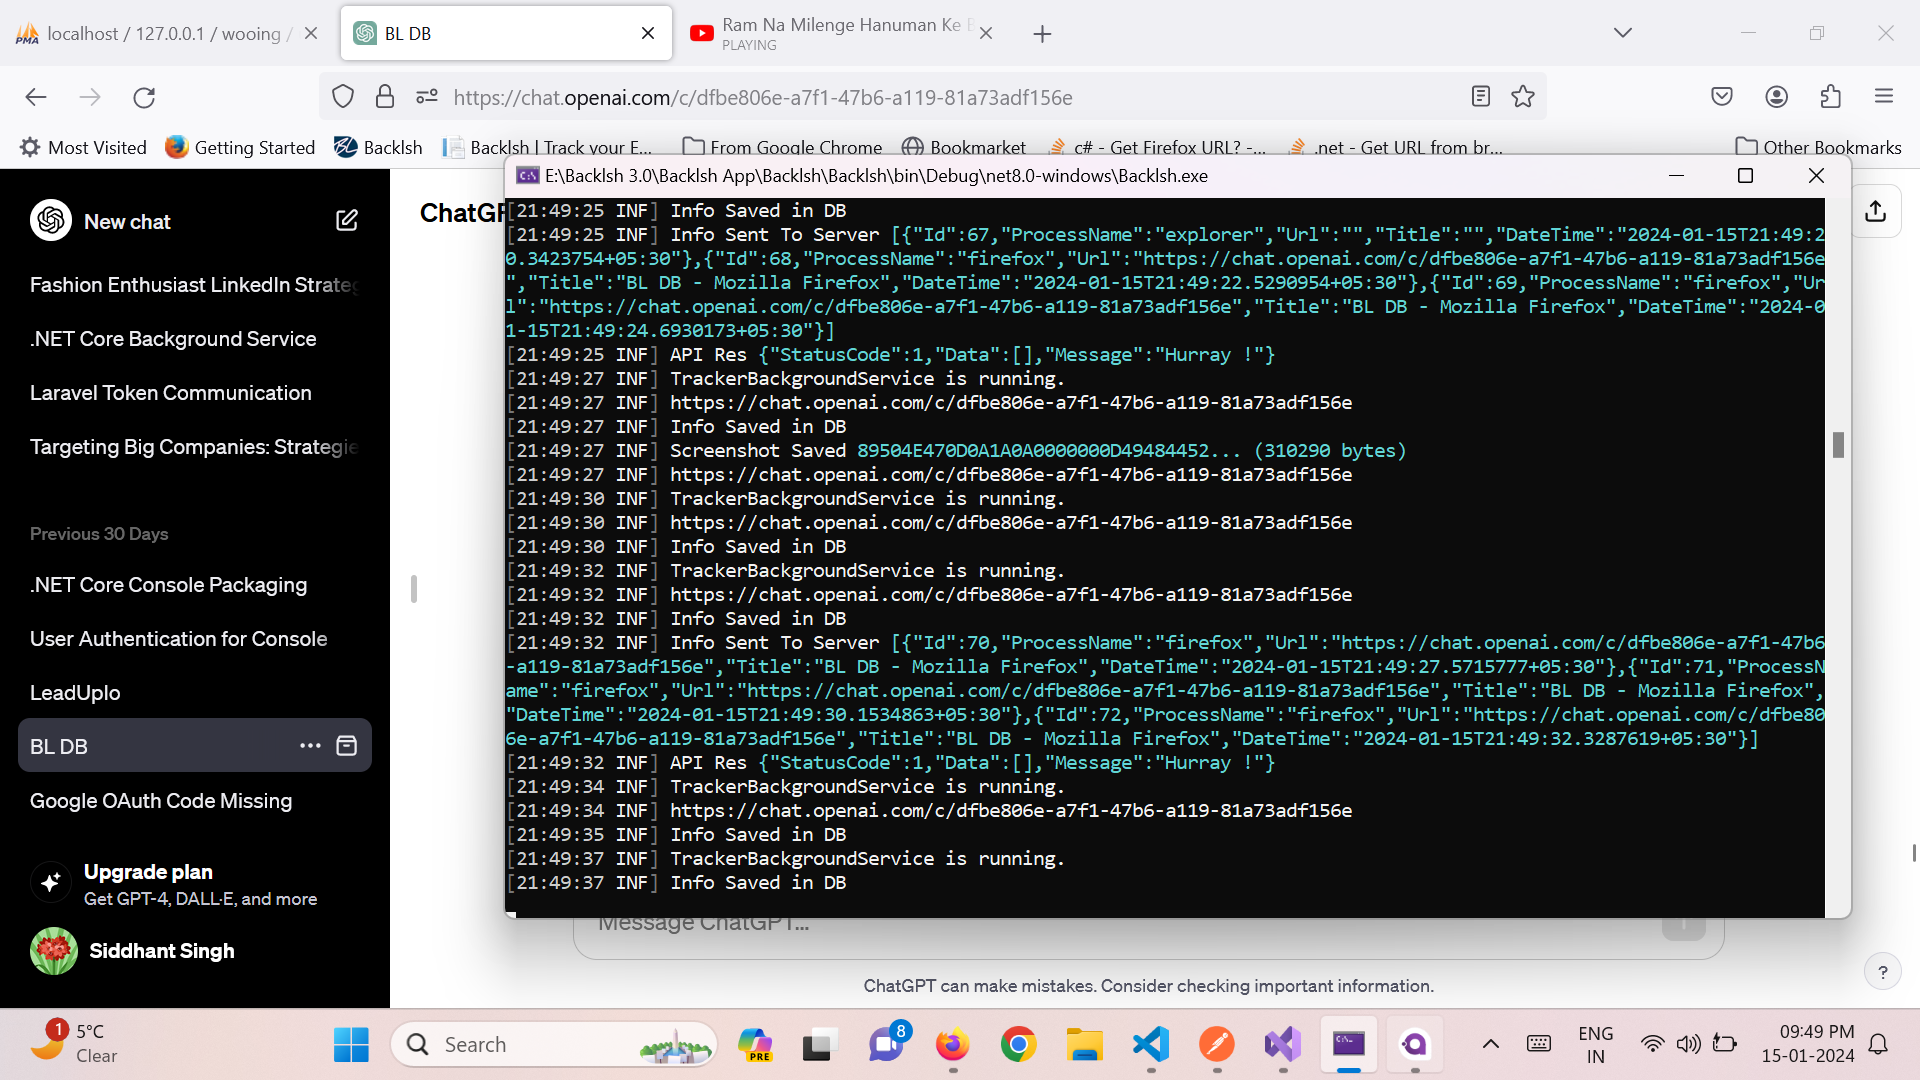 localhost / 127.0.0.1 / wooing /
BL DB
Ram Na Milenge Hanuman Ke
PLAYING
https://chat.openai.com/c/dfbe806e-a7f1-47b6-a119-81a73adf156e
Most Visited
Getting Started
Backlsh
Backlsh | Track your E...
From Google Chrome
Bookmarket
c# - Get Firefox URL? -...
.net - Get URL from br...
Other Bookmarks
New chat
Fashion Enthusiast LinkedIn Strateg
.NET Core Background Service
Laravel Token Communication
Targeting Big Companies: Strategie
Previous 30 Days
.NET Core Console Packaging
User Authentication for Console
LeadUplo
BL DB
Google OAuth Code Missing
Upgrade plan
Get GPT-4, DALL·E, and more
Siddhant Singh
E:\Backlsh 3.0\Backlsh App\Backlsh\Backlsh\bin\Debug\net8.0-windows\Backlsh.exe
[21:49:25 INF] Info Saved in DB
[21:49:25 INF] Info Sent To Server [{"Id":67,"ProcessName":"explorer","Url":"","Title":"","DateTime":"2024-01-15T21:49:2
0.3423754+05:30"},{"Id":68,"ProcessName":"firefox","Url":"https://chat.openai.com/c/dfbe806e-a7f1-47b6-a119-81a73adf156e
","Title":"BL DB - Mozilla Firefox","DateTime":"2024-01-15T21:49:22.5290954+05:30"},{"Id":69,"ProcessName":"firefox","Ur
l":"https://chat.openai.com/c/dfbe806e-a7f1-47b6-a119-81a73adf156e","Title":"BL DB - Mozilla Firefox","DateTime":"2024-0
1-15T21:49:24.6930173+05:30"}]
[21:49:25 INF] API Res {"StatusCode":1,"Data":[],"Message":"Hurray !"}
[21:49:27 INF] TrackerBackgroundService is running.
[21:49:27 INF] https://chat.openai.com/c/dfbe806e-a7f1-47b6-a119-81a73adf156e
[21:49:27 INF] Info Saved in DB
[21:49:27 INF] Screenshot Saved 89504E470D0A1A0A0000000D49484452... (310290 bytes)
[21:49:27 INF] https://chat.openai.com/c/dfbe806e-a7f1-47b6-a119-81a73adf156e
[21:49:30 INF] TrackerBackgroundService is running.
[21:49:30 INF] https://chat.openai.com/c/dfbe806e-a7f1-47b6-a119-81a73adf156e
[21:49:30 INF] Info Saved in DB
[21:49:32 INF] TrackerBackgroundService is running.
[21:49:32 INF] https://chat.openai.com/c/dfbe806e-a7f1-47b6-a119-81a73adf156e
[21:49:32 INF] Info Saved in DB
[21:49:32 INF] Info Sent To Server [{"Id":70,"ProcessName":"firefox","Url":"https://chat.openai.com/c/dfbe806e-a7f1-47b6
-a119-81a73adf156e","Title":"BL DB - Mozilla Firefox","DateTime":"2024-01-15T21:49:27.5715777+05:30"},{"Id":71,"ProcessN
ame":"firefox","Url":"https://chat.openai.com/c/dfbe806e-a7f1-47b6-a119-81a73adf156e","Title":"BL DB - Mozilla Firefox",
"DateTime":"2024-01-15T21:49:30.1534863+05:30"},{"Id":72,"ProcessName":"firefox","Url":"https://chat.openai.com/c/dfbe80
6e-a7f1-47b6-a119-81a73adf156e","Title":"BL DB - Mozilla Firefox","DateTime":"2024-01-15T21:49:32.3287619+05:30"}]
[21:49:32 INF] API Res {"StatusCode":1,"Data":[],"Message":"Hurray !"}
[21:49:34 INF] TrackerBackgroundService is running.
[21:49:34 INF] https://chat.openai.com/c/dfbe806e-a7f1-47b6-a119-81a73adf156e
[21:49:35 INF] Info Saved in DB
[21:49:37 INF] TrackerBackgroundService is running.
[21:49:37 INF] Info Saved in DB
Message ChatGPT...
ChatGPT can make mistakes. Consider checking important information.
?
1
5°C
Clear
Search
PRE
8
ENG
IN
09:49 PM
15-01-2024